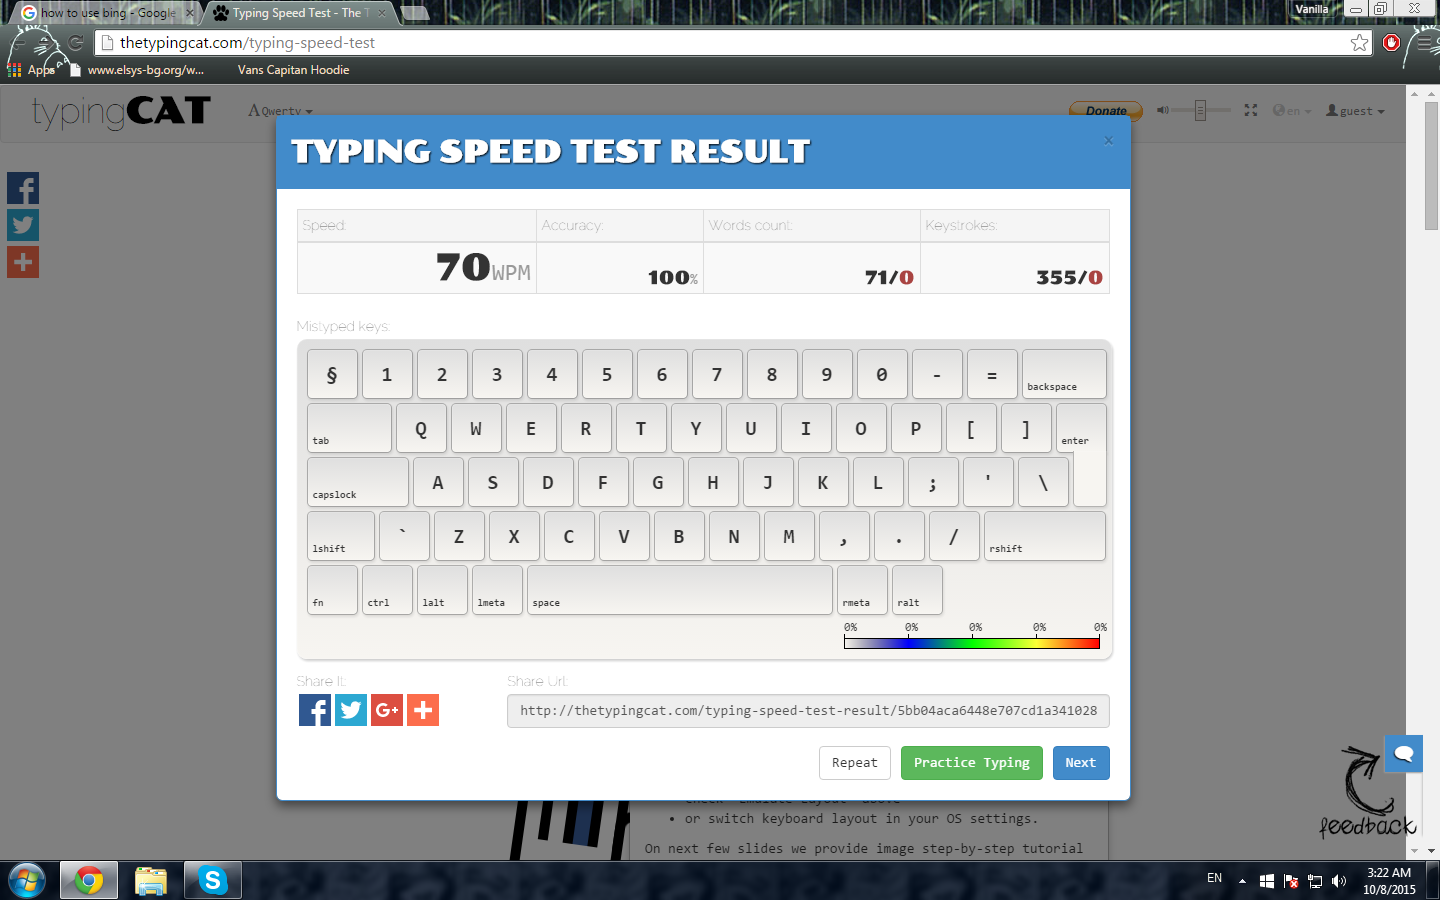 how to use bing - Google
Typing Speed Test - The T
Vanilla
thetypingcat.com/typing-speed-test
Apps
www.elsys-bg.org/w...
Vans Capitan Hoodie
typingCAT
A Qwerty
Donate
en
guest
TYPING SPEED TEST RESULT
×
Speed:
Accuracy:
Words count:
Keystrokes:
70WPM
100%
71/0
355/0
Mistyped keys:
§ 1 2 3 4 5 6 7 8 9 0 - = backspace
tab Q W E R T Y U I O P [ ] enter
capslock A S D F G H J K L ; ' \
lshift ` Z X C V B N M , . / rshift
fn ctrl lalt lmeta space rmeta ralt
0% 0% 0% 0% 0%
Share It:
Share Url:
G+
http://thetypingcat.com/typing-speed-test-result/5bb04aca6448e707cd1a341028
Repeat
Practice Typing
Next
• or switch keyboard layout in your OS settings.
On next few slides we provide image step-by-step tutorial
feedback
EN
3:22 AM
10/8/2015